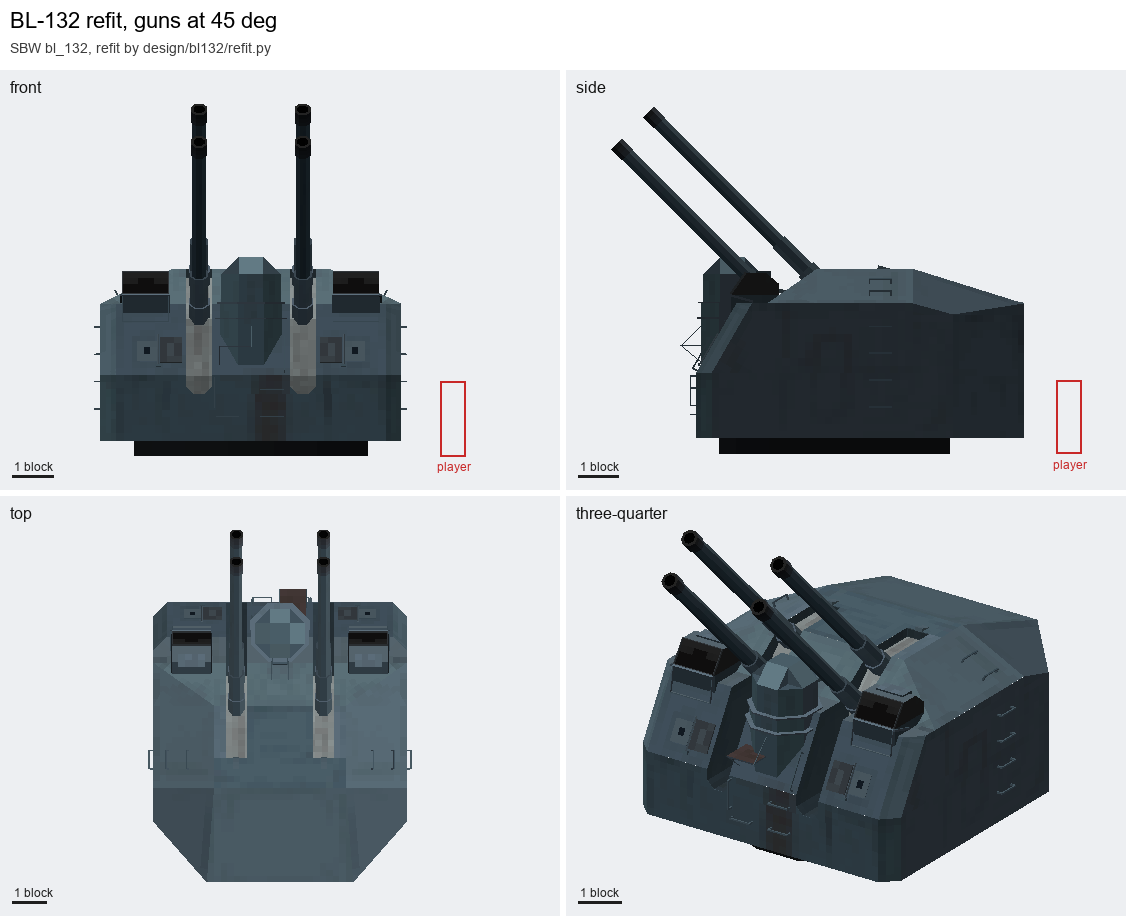 BL-132 refit, guns at 45 deg
SBW bl_132, refit by design/bl132/refit.py
front
side
player
player
1 block
1 block
top
three-quarter
1 block
1 block